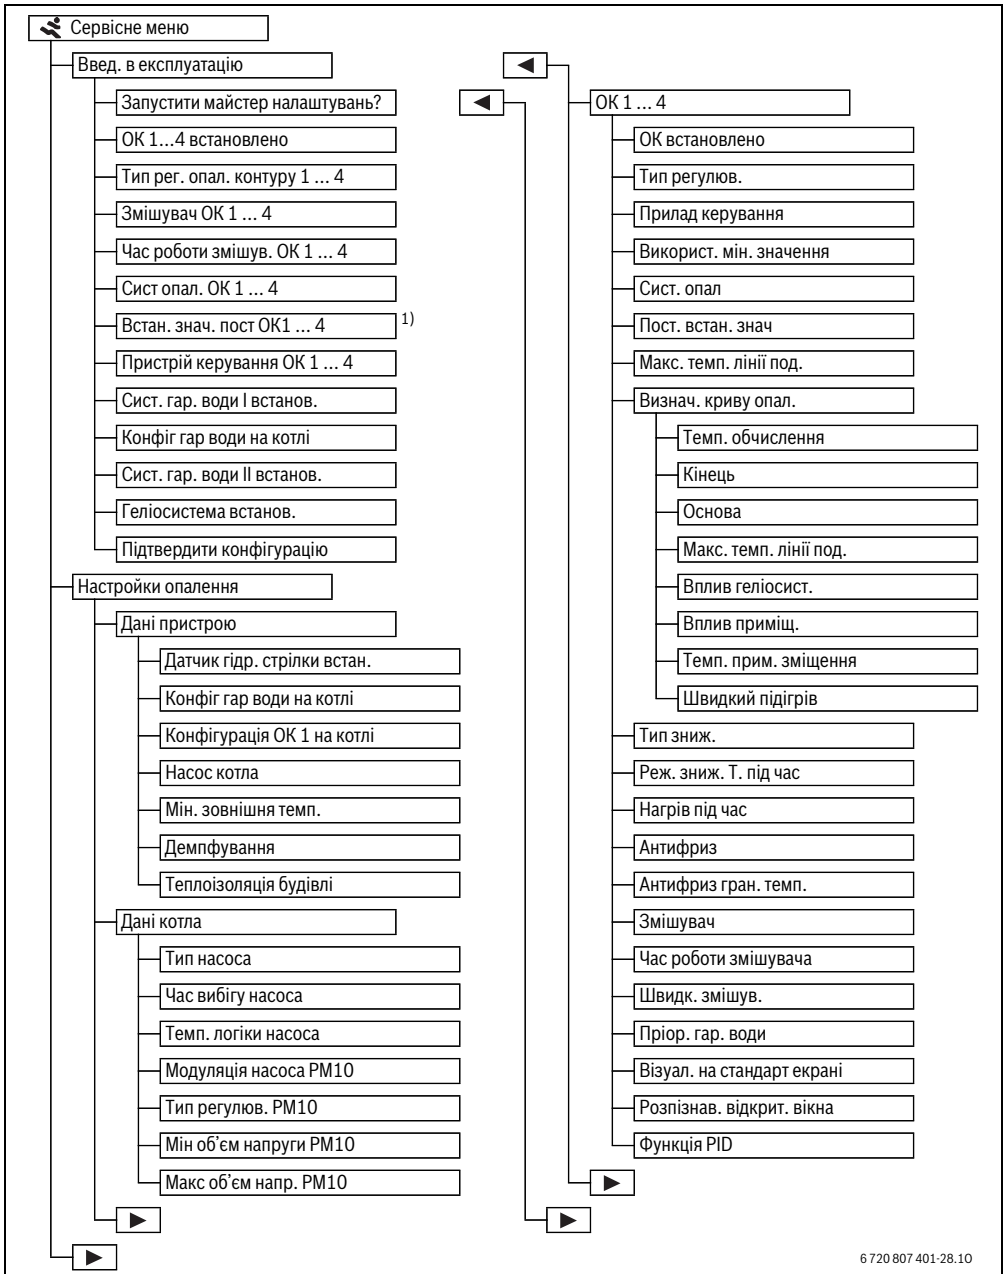 Сервісне меню
Введ. в експлуатацію
Запустити майстер налаштувань?
ОК 1...4 встановлено
Тип рег. опал. контуру 1 ... 4
Змішувач ОК 1 ... 4
Час роботи змішув. ОК 1 ... 4
Сист опал. ОК 1 ... 4
Встан. знач. пост ОК1 ... 4 1)
Пристрій керування ОК 1 ... 4
Сист. гар. води I встанов.
Конфіг гар води на котлі
Сист. гар. води II встанов.
Геліосистема встанов.
Підтвердити конфігурацію
Настройки опалення
Дані пристрою
Датчик гідр. стрілки встан.
Конфіг гар води на котлі
Конфігурація ОК 1 на котлі
Насос котла
Мін. зовнішня темп.
Демпфування
Теплоізоляція будівлі
Дані котла
Тип насоса
Час вибігу насоса
Темп. логіки насоса
Модуляція насоса PM10
Тип регулюв. PM10
Мін об’єм напруги PM10
Макс об’єм напр. PM10
ОК 1 ... 4
ОК встановлено
Тип регулюв.
Прилад керування
Використ. мін. значення
Сист. опал
Пост. встан. знач
Макс. темп. лінії под.
Визнач. криву опал.
Темп. обчислення
Кінець
Основа
Макс. темп. лінії под.
Вплив геліосист.
Вплив приміщ.
Темп. прим. зміщення
Швидкий підігрів
Тип зниж.
Реж. зниж. Т. під час
Нагрів під час
Антифриз
Антифриз гран. темп.
Змішувач
Час роботи змішувача
Швидк. змішув.
Пріор. гар. води
Візуал. на стандарт екрані
Розпізнав. відкрит. вікна
Функція PID
6 720 807 401-28.1O